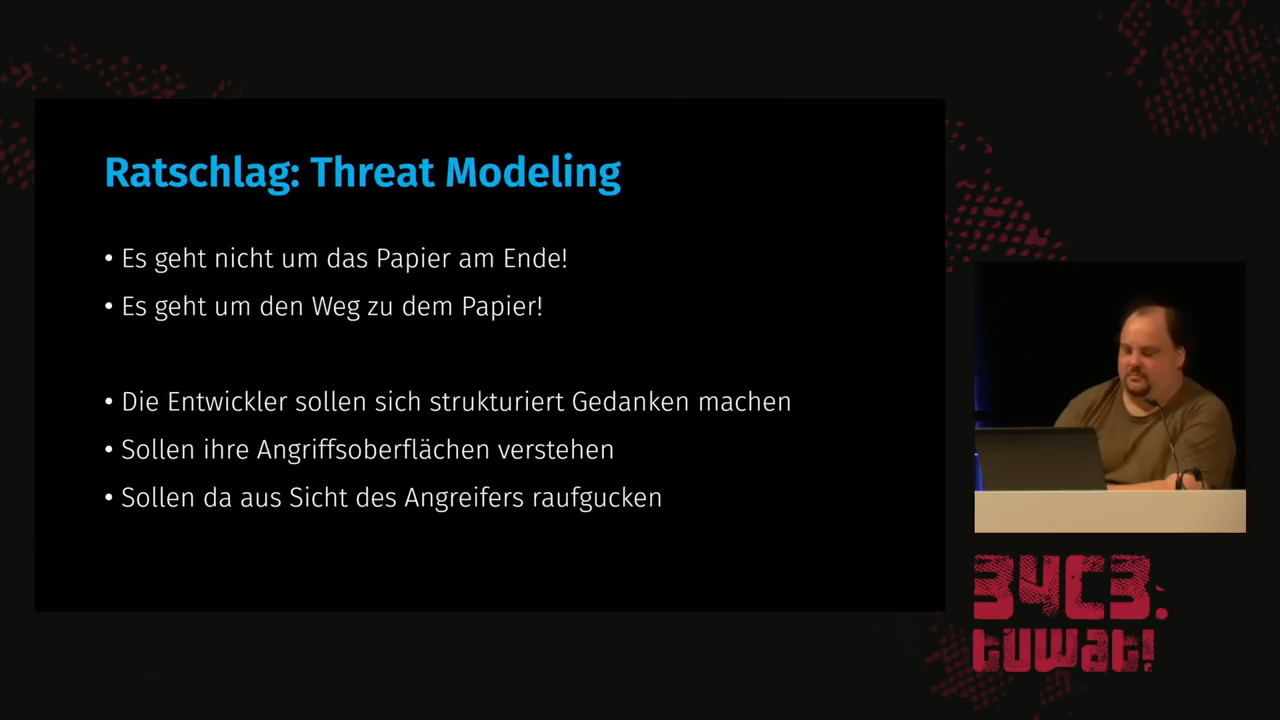 Ratschlag: Threat Modeling
• Es geht nicht um das Papier am Ende!
• Es geht um den Weg zu dem Papier!
• Die Entwickler sollen sich strukturiert Gedanken machen
• Sollen ihre Angriffsoberflächen verstehen
• Sollen da aus Sicht des Angreifers raufgucken
34C3.
tuwat!